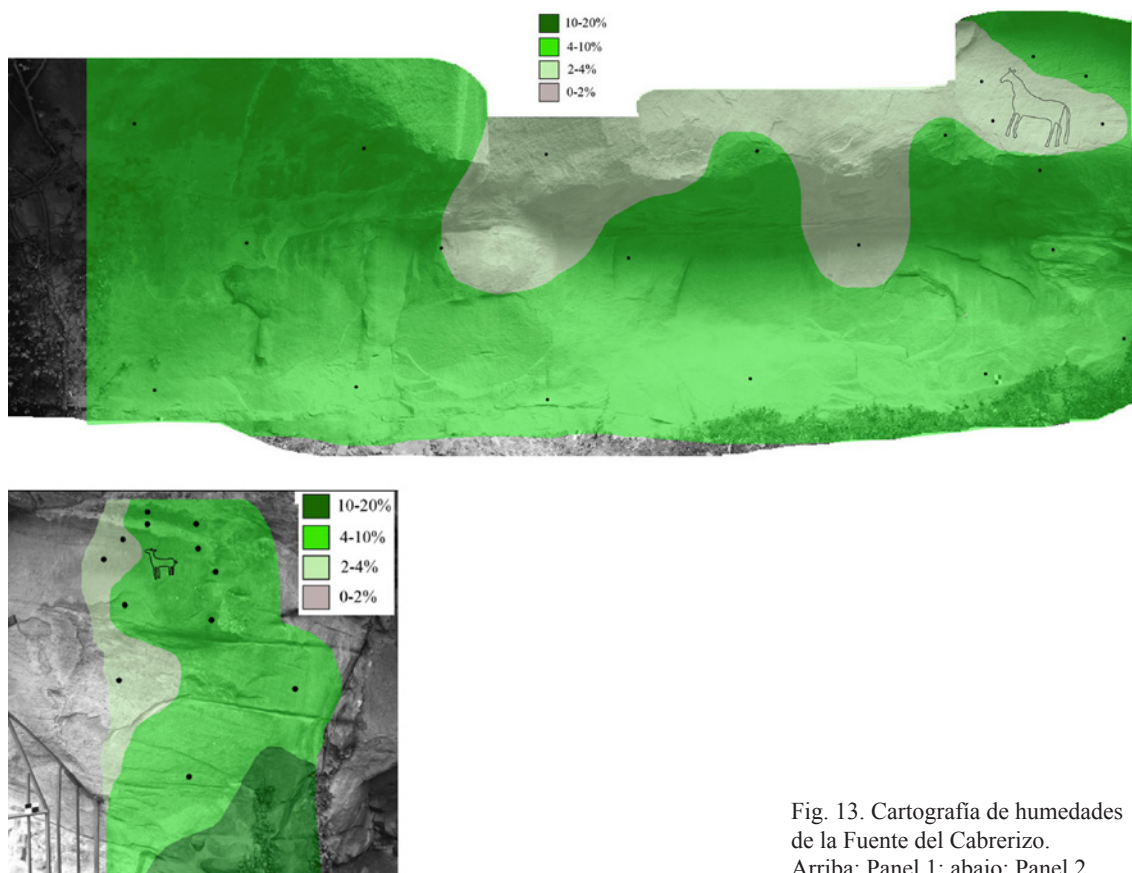 10-20%
4-10%
2-4%
0-2%
10-20%
4-10%
2-4%
0-2%
Fig. 13. Cartografía de humedades
de la Fuente del Cabrerizo.
Arriba: Panel 1; abajo: Panel 2